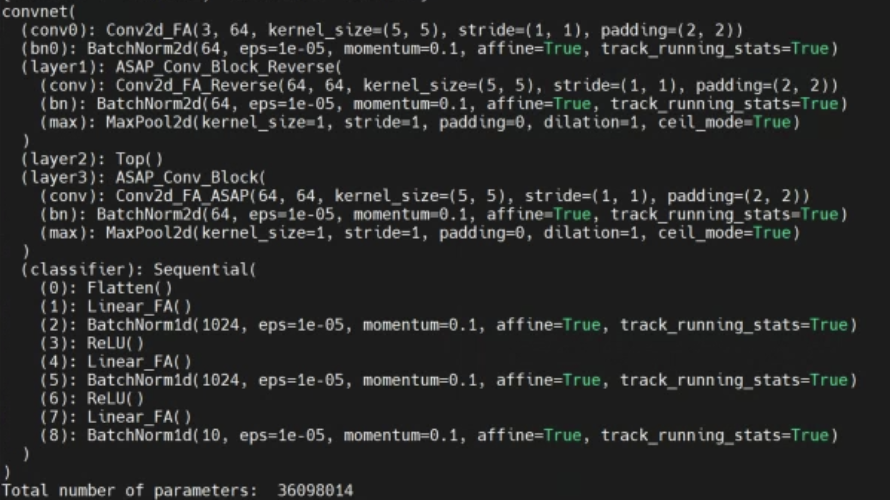 convnet(
  (conv0): Conv2d_FA(3, 64, kernel_size=(5, 5), stride=(1, 1), padding=(2, 2))
  (bn0): BatchNorm2d(64, eps=1e-05, momentum=0.1, affine=True, track_running_stats=True)
  (layer1): ASAP_Conv_Block_Reverse(
    (conv): Conv2d_FA_Reverse(64, 64, kernel_size=(5, 5), stride=(1, 1), padding=(2, 2))
    (bn): BatchNorm2d(64, eps=1e-05, momentum=0.1, affine=True, track_running_stats=True)
    (max): MaxPool2d(kernel_size=1, stride=1, padding=0, dilation=1, ceil_mode=True)
  )
  (layer2): Top()
  (layer3): ASAP_Conv_Block(
    (conv): Conv2d_FA_ASAP(64, 64, kernel_size=(5, 5), stride=(1, 1), padding=(2, 2))
    (bn): BatchNorm2d(64, eps=1e-05, momentum=0.1, affine=True, track_running_stats=True)
    (max): MaxPool2d(kernel_size=1, stride=1, padding=0, dilation=1, ceil_mode=True)
  )
  (classifier): Sequential(
    (0): Flatten()
    (1): Linear_FA()
    (2): BatchNorm1d(1024, eps=1e-05, momentum=0.1, affine=True, track_running_stats=True)
    (3): ReLU()
    (4): Linear_FA()
    (5): BatchNorm1d(1024, eps=1e-05, momentum=0.1, affine=True, track_running_stats=True)
    (6): ReLU()
    (7): Linear_FA()
    (8): BatchNorm1d(10, eps=1e-05, momentum=0.1, affine=True, track_running_stats=True)
  )
)
Total number of parameters:  36098014